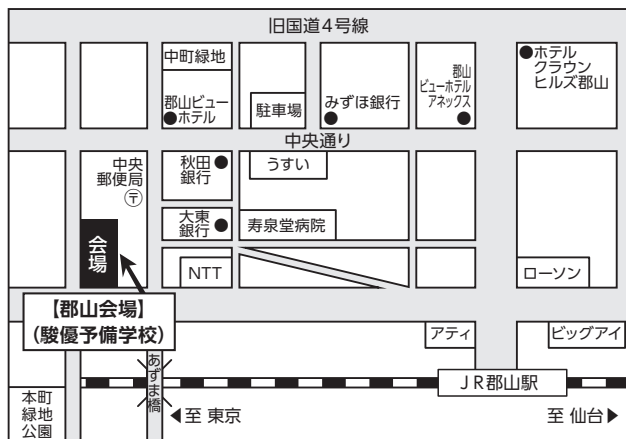 旧国道4号線
中町緑地
郡山ビュー
ホテル
駐車場
みずほ銀行
郡山
ビューホテル
アネックス
ホテル
クラウン
ヒルズ郡山
中央通り
中央
郵便局
〒
秋田
銀行
うすい
大東
銀行
寿泉堂病院
会場
NTT
ローソン
【郡山会場】
(駿優予備学校)
アティ
ビッグアイ
あずま橋
JR郡山駅
本町
緑地
公園
◀至 東京
至 仙台▶